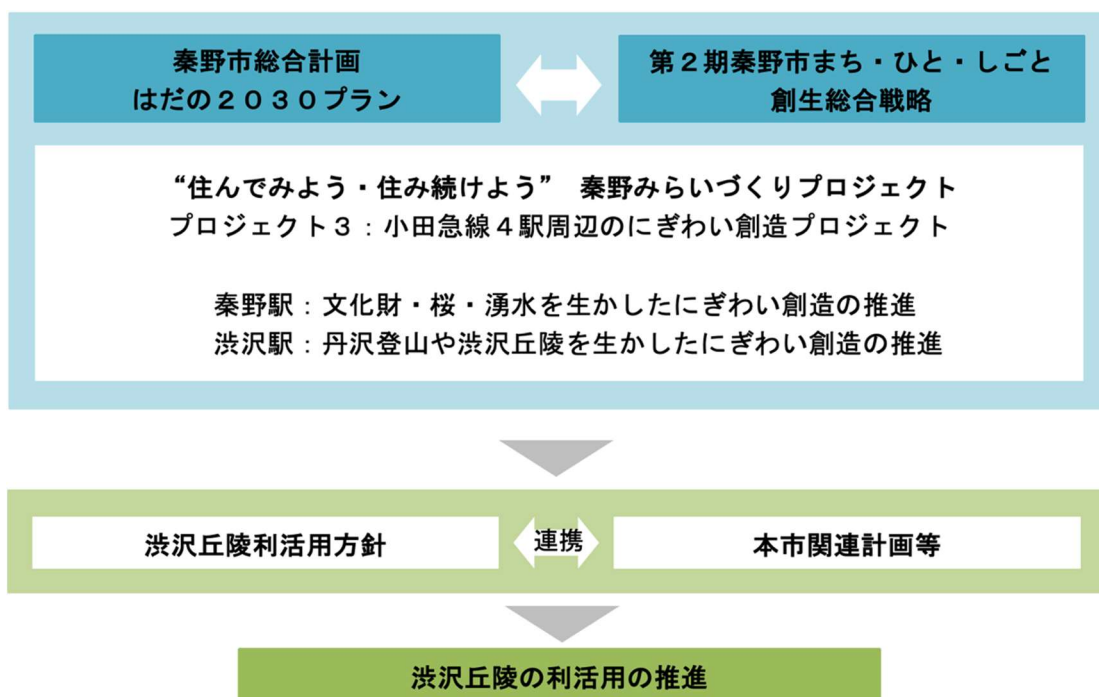 秦野市総合計画
はだの２０３０プラン
第２期秦野市まち・ひと・しごと
創生総合戦略
“住んでみよう・住み続けよう”　秦野みらいづくりプロジェクト
プロジェクト３：小田急線４駅周辺のにぎわい創造プロジェクト
秦野駅：文化財・桜・湧水を生かしたにぎわい創造の推進
渋沢駅：丹沢登山や渋沢丘陵を生かしたにぎわい創造の推進
渋沢丘陵利活用方針
連携
本市関連計画等
渋沢丘陵の利活用の推進